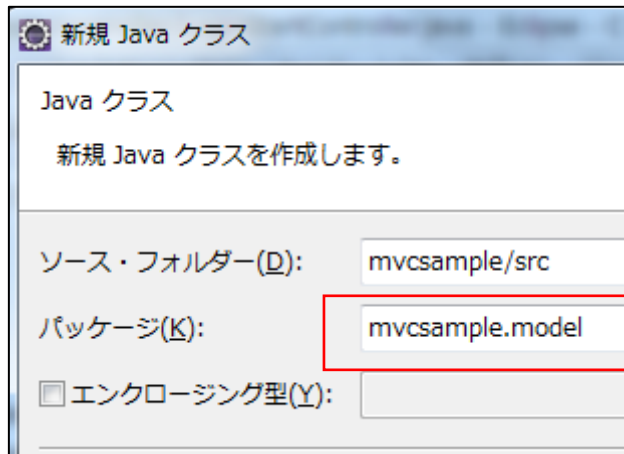 新規 Java クラス
Java クラス
新規 Java クラスを作成します。
ソース・フォルダー(D): mvcsample/src
パッケージ(K): mvcsample.model
エンクロージング型(Y):